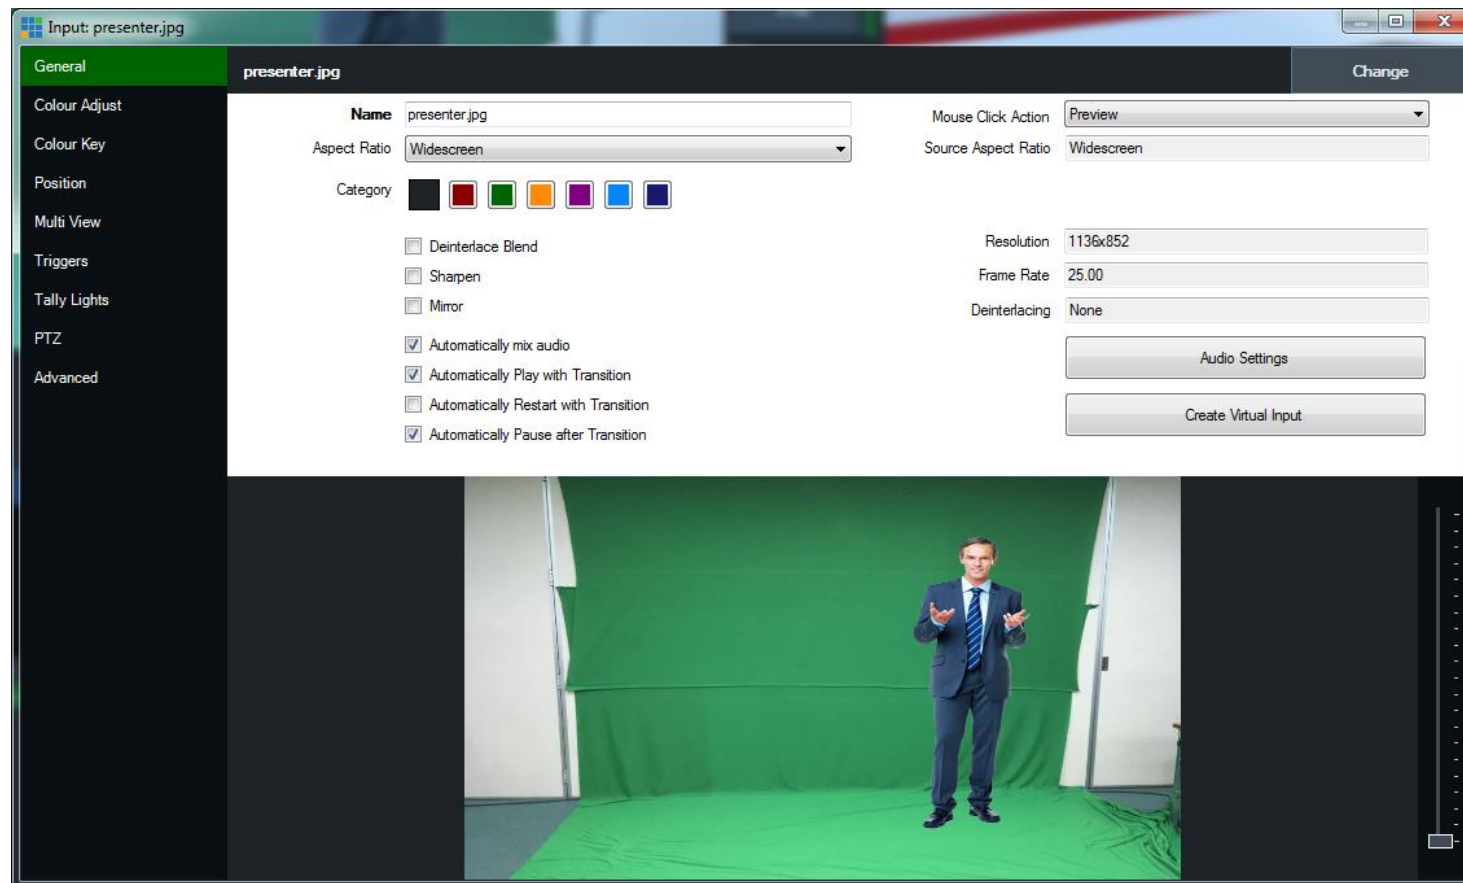 Input: presenter.jpg
General
Colour Adjust
Colour Key
Position
Multi View
Triggers
Tally Lights
PTZ
Advanced
presenter.jpg
Change
Name presenter.jpg
Aspect Ratio Widescreen
Category
Deinterlace Blend
Sharpen
Mirror
Automatically mix audio
Automatically Play with Transition
Automatically Restart with Transition
Automatically Pause after Transition
Mouse Click Action Preview
Source Aspect Ratio Widescreen
Resolution 1136x852
Frame Rate 25.00
Deinterlacing None
Audio Settings
Create Virtual Input